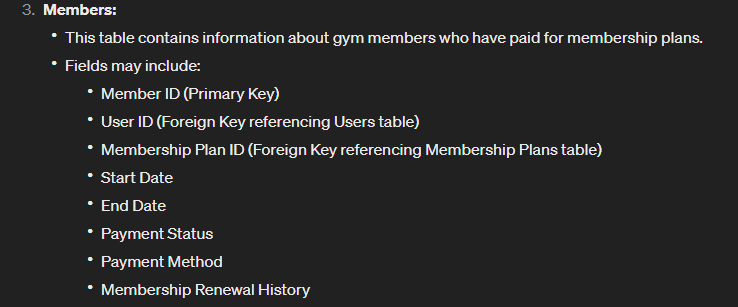 3. Members:
• This table contains information about gym members who have paid for membership plans.
• Fields may include:
• Member ID (Primary Key)
• User ID (Foreign Key referencing Users table)
• Membership Plan ID (Foreign Key referencing Membership Plans table)
• Start Date
• End Date
• Payment Status
• Payment Method
• Membership Renewal History